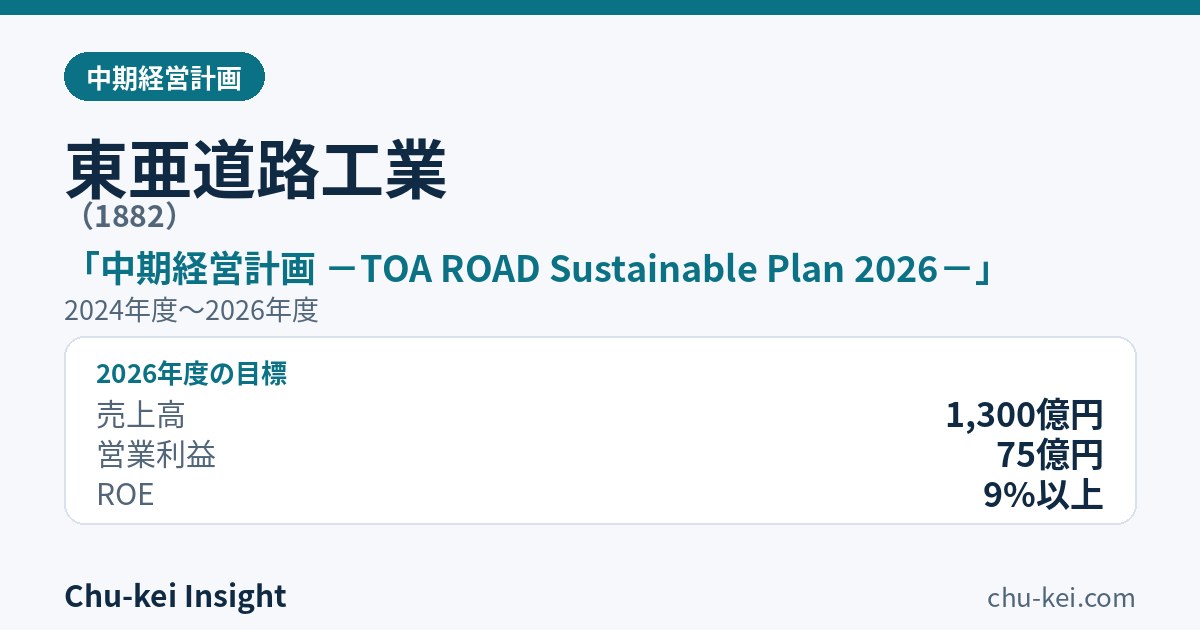 中期経営計画
東亜道路工業
（1882）
「中期経営計画 －TOA ROAD Sustainable Plan 2026－」
2024年度～2026年度
2026年度の目標
売上高 1,300億円
営業利益 75億円
ROE 9%以上
Chu-kei Insight chu-kei.com